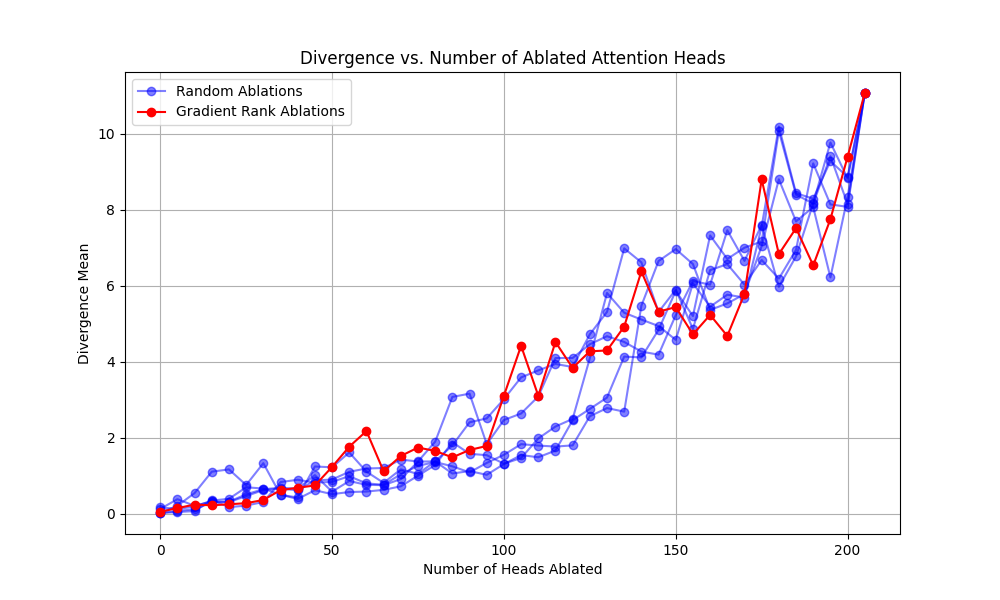 Divergence vs. Number of Ablated Attention Heads
Random Ablations
Gradient Rank Ablations
Divergence Mean
10
8
6
4
2
0
0 50 100 150 200
Number of Heads Ablated